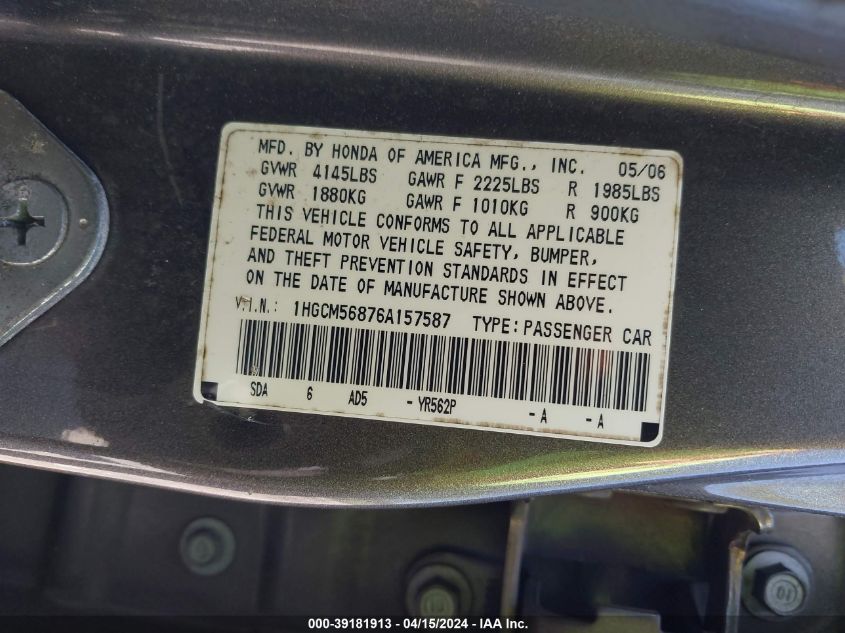 MFD. BY HONDA OF AMERICA MFG., INC. 05/06
GVWR 4145LBS GAWR F 2225LBS R 1985LBS
GVWR 1880KG GAWR F 1010KG R 900KG
THIS VEHICLE CONFORMS TO ALL APPLICABLE
FEDERAL MOTOR VEHICLE SAFETY, BUMPER,
AND THEFT PREVENTION STANDARDS IN EFFECT
ON THE DATE OF MANUFACTURE SHOWN ABOVE.
V.I.N.: 1HGCM56876A157587 TYPE: PASSENGER CAR
SDA 6 AD5 - YR562P - A - A
10
000-39181913 - 04/15/2024 - IAA Inc.